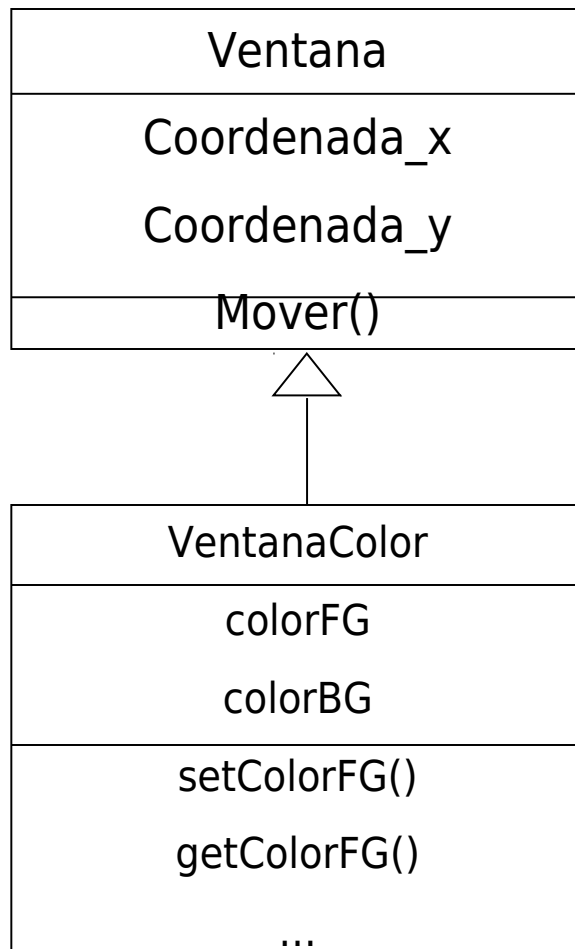 Ventana
Coordenada_x
Coordenada_y
Mover()
VentanaColor
colorFG
colorBG
setColorFG()
getColorFG()
...